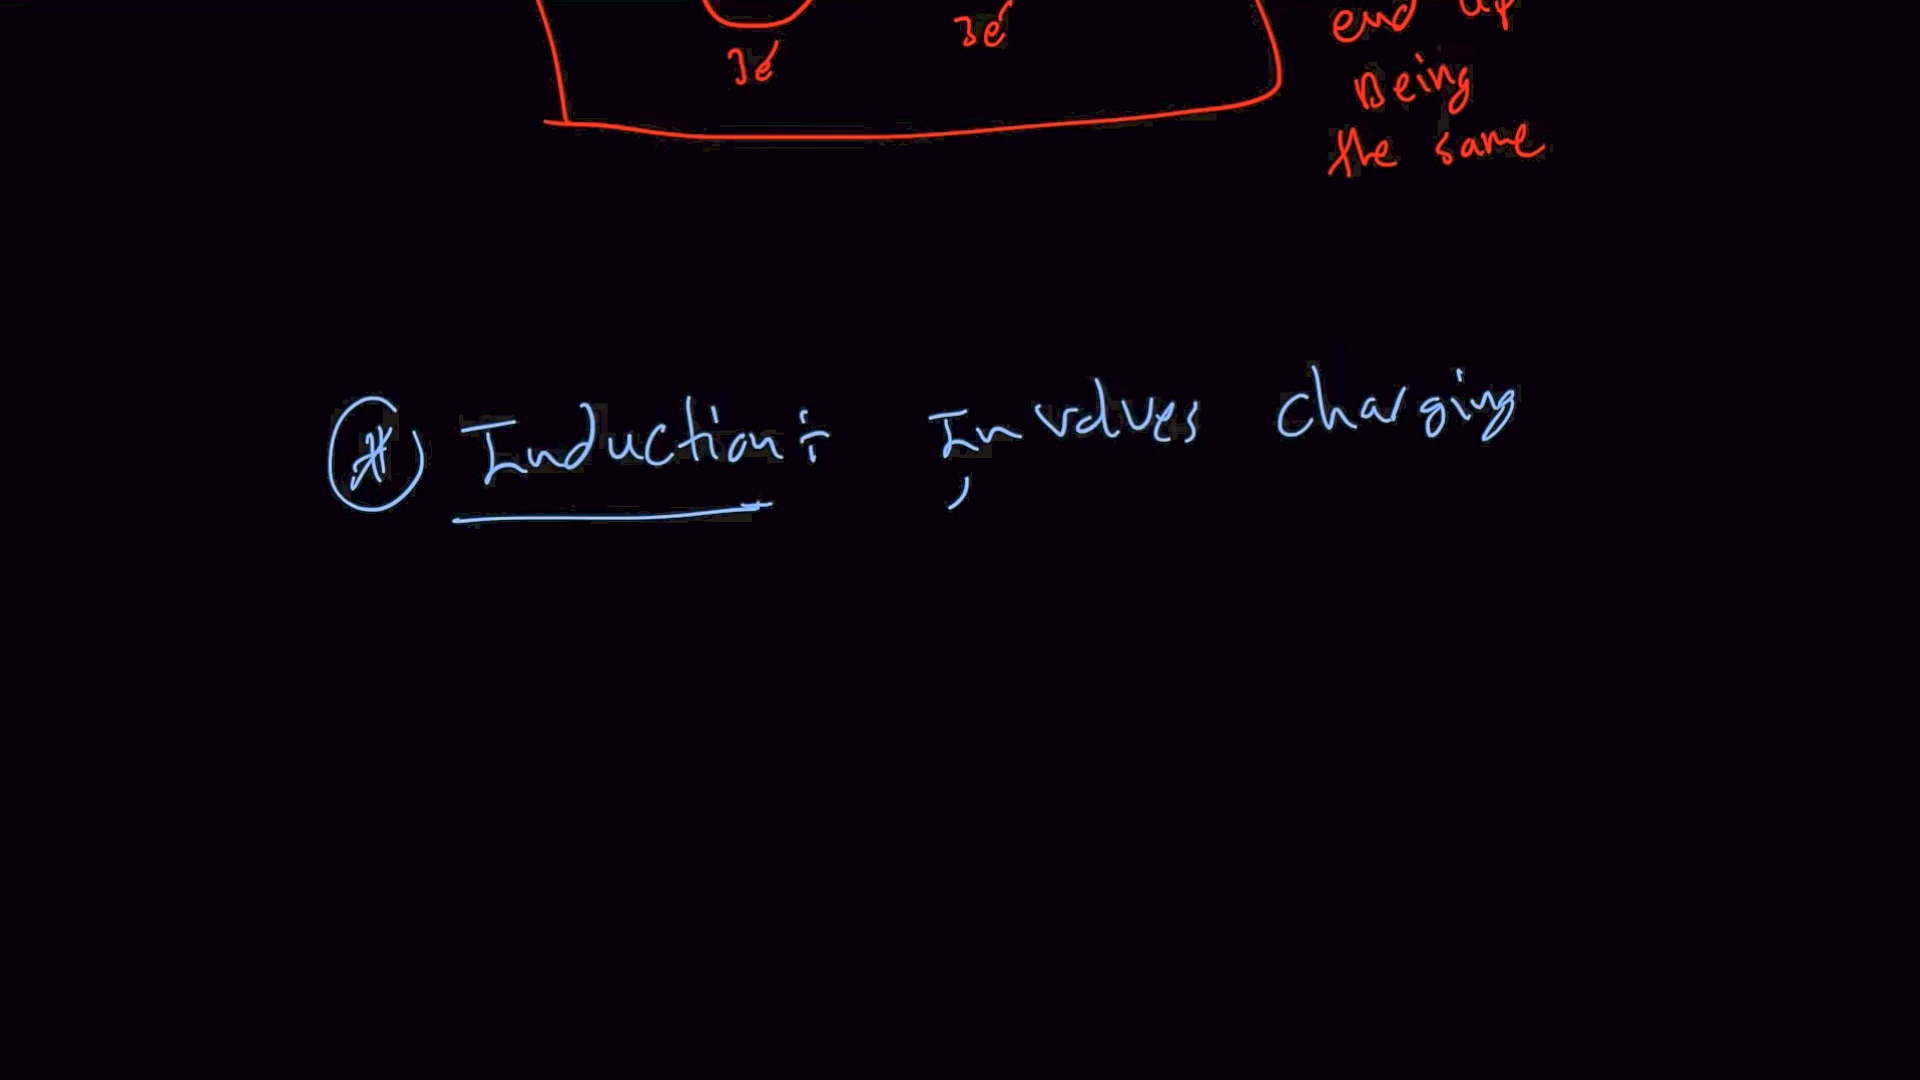 3e⁻
3e⁻
end up
Being
the same
* Induction:- Involves charging